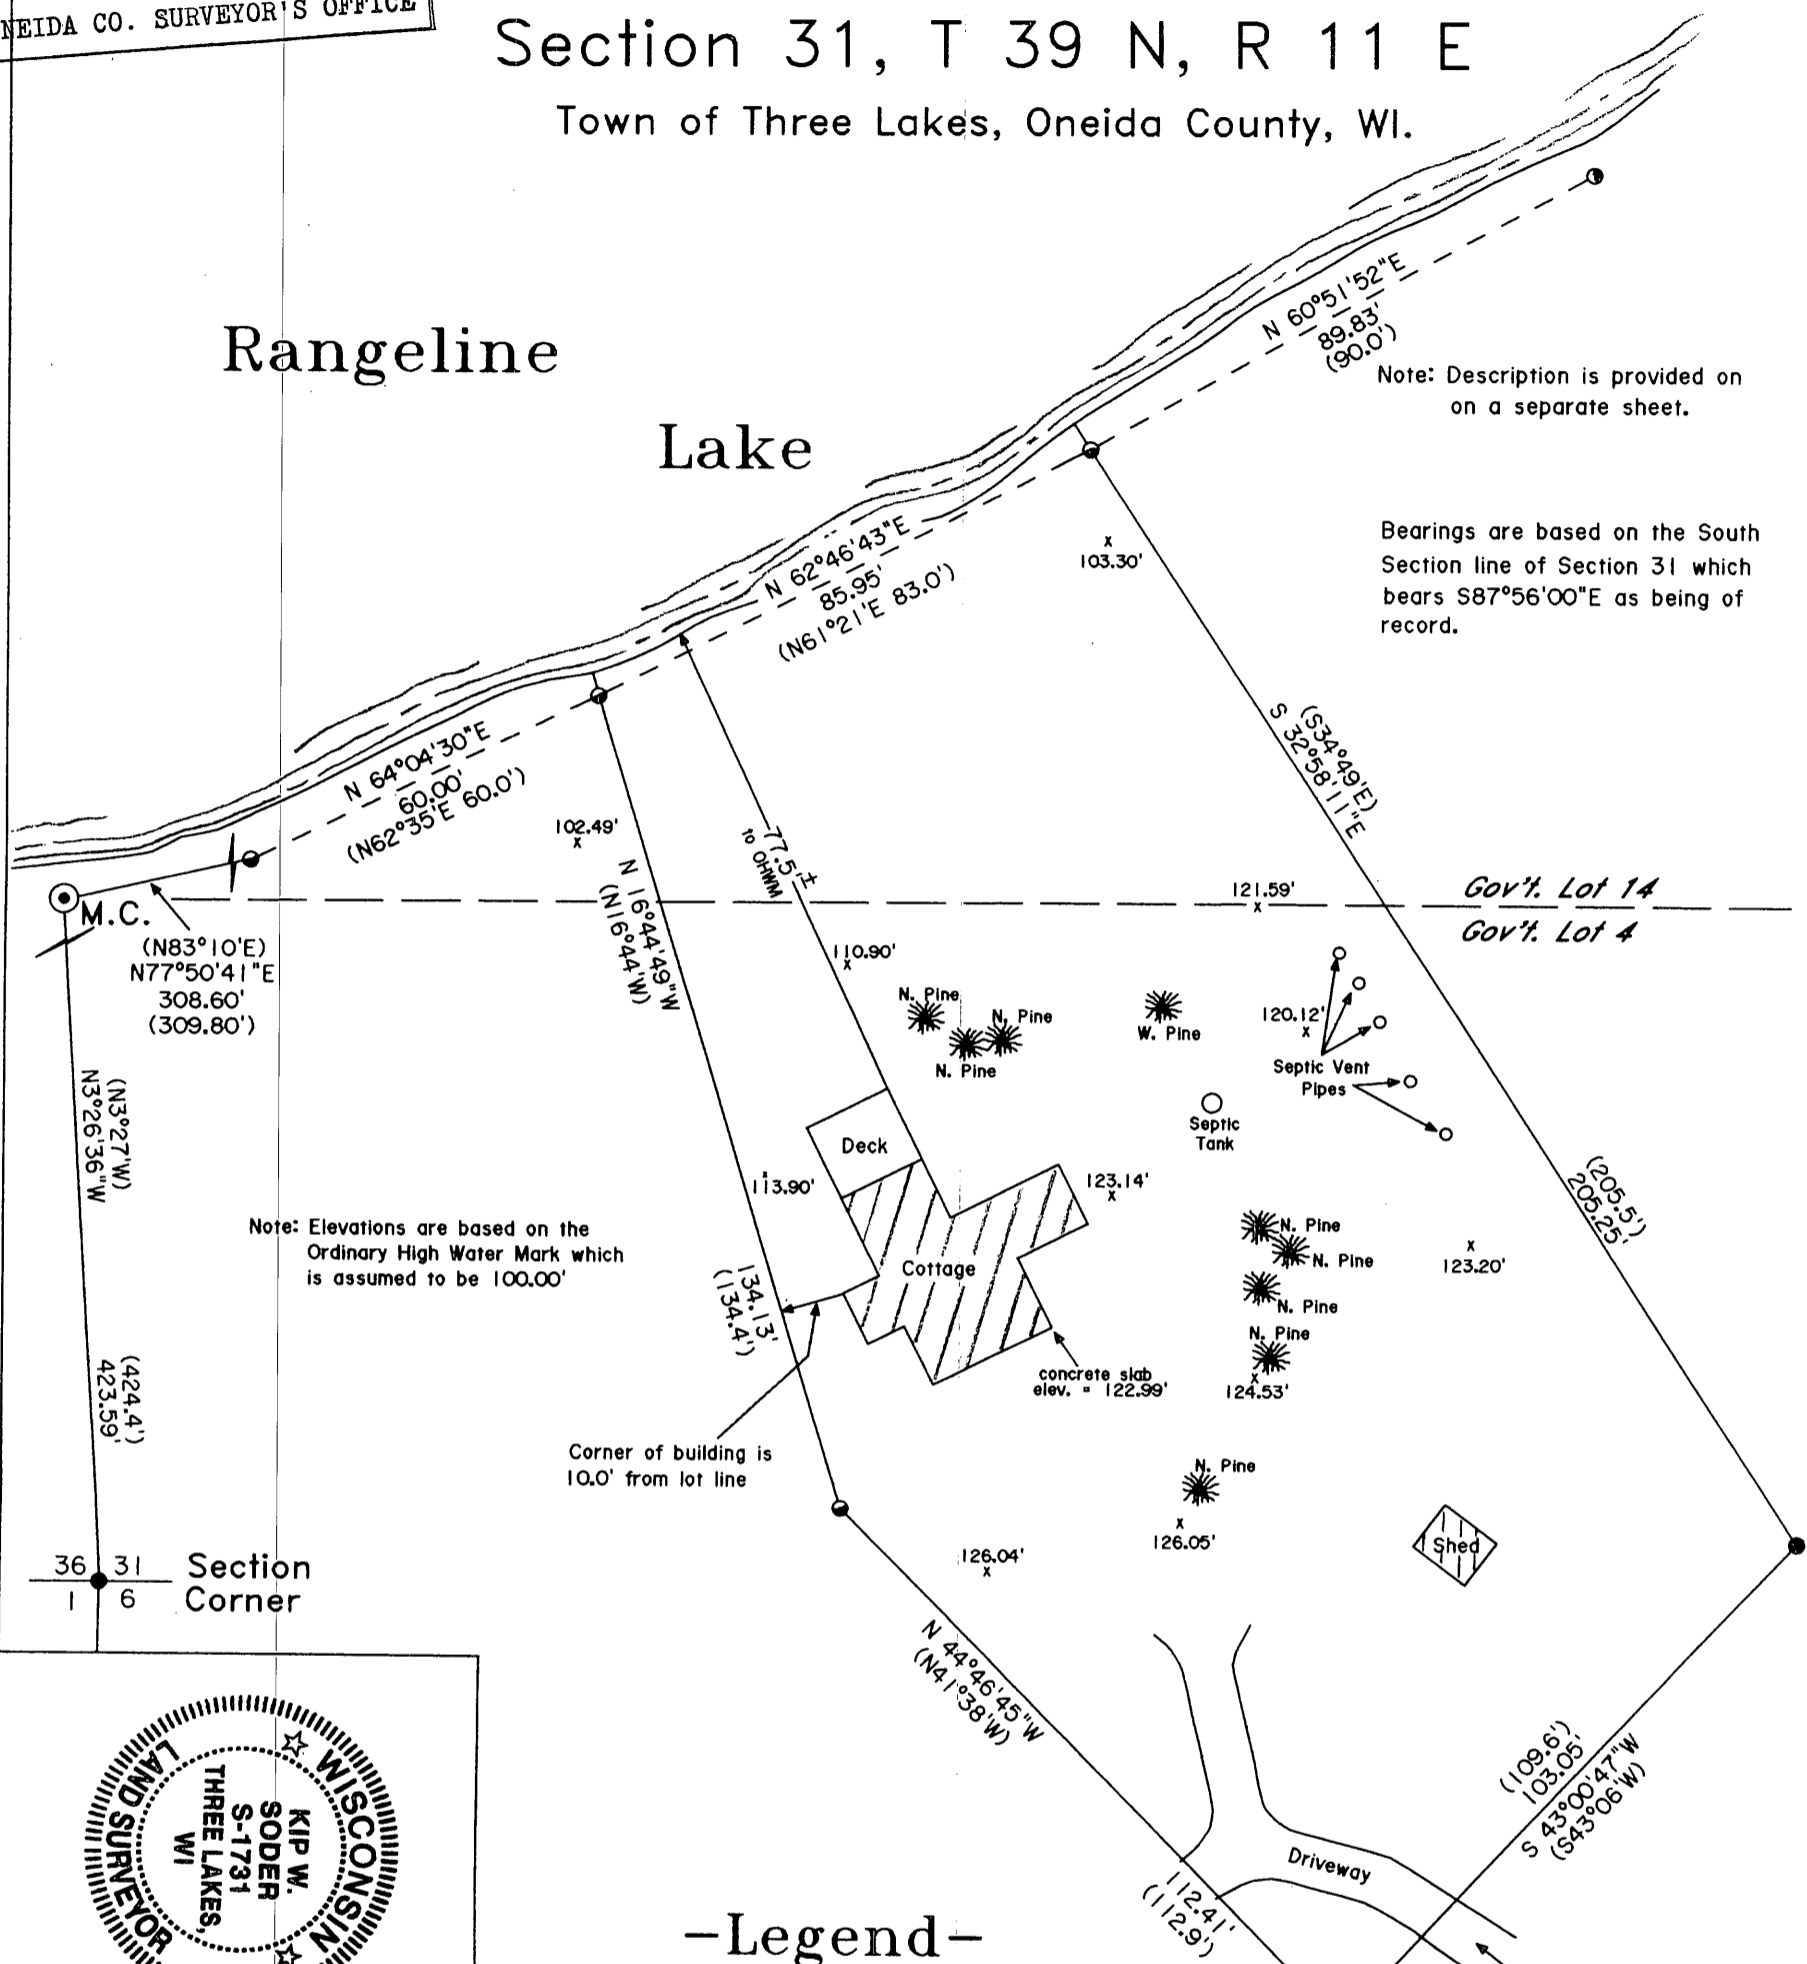 NEIDA CO. SURVEYOR'S OFFICE
Section 31, T 39 N, R 11 E
Town of Three Lakes, Oneida County, WI.
Rangeline
Lake
N 60°51'52"E
89.83'
(90.0')
Note: Description is provided on
on a separate sheet.
Bearings are based on the South
Section line of Section 31 which
bears S87°56'00"E as being of
record.
N 62°46'43"E
85.95'
(N61°21'E 83.0')
103.30'
N 64°04'30"E
60.00'
(N62°35'E 60.0')
(S34°49'E)
S 32°58'11"E
102.49'
77.5'±
to OHWM
N 16°44'49"W
(N16°44'W)
121.59'
Gov't. Lot 14
Gov't. Lot 4
M.C.
(N83°10'E)
N77°50'41"E
308.60'
(309.80')
110.90'
N. Pine
N. Pine
N. Pine
W. Pine
120.12'
Septic Vent
Pipes
Septic
Tank
(N3°27'W)
N3°26'36"W
Deck
113.90'
123.14'
(205.5')
205.25'
Note: Elevations are based on the
Ordinary High Water Mark which
is assumed to be 100.00'
Cottage
N. Pine
N. Pine
N. Pine
N. Pine
123.20'
134.13'
(134.4')
concrete slab
elev. = 122.99'
124.53'
(424.4')
423.59'
Corner of building is
10.0' from lot line
N. Pine
126.05'
126.04'
Shed
36 31 Section
1 6 Corner
N 44°46'45"W
(N41°38'W)
(109.6')
103.05'
S 43°00'47"W
(S43°06'W)
Driveway
112.41'
(112.9')
WISCONSIN
KIP W.
SODER
S-1731
THREE LAKES,
WI
LAND SURVEYOR
-Legend-